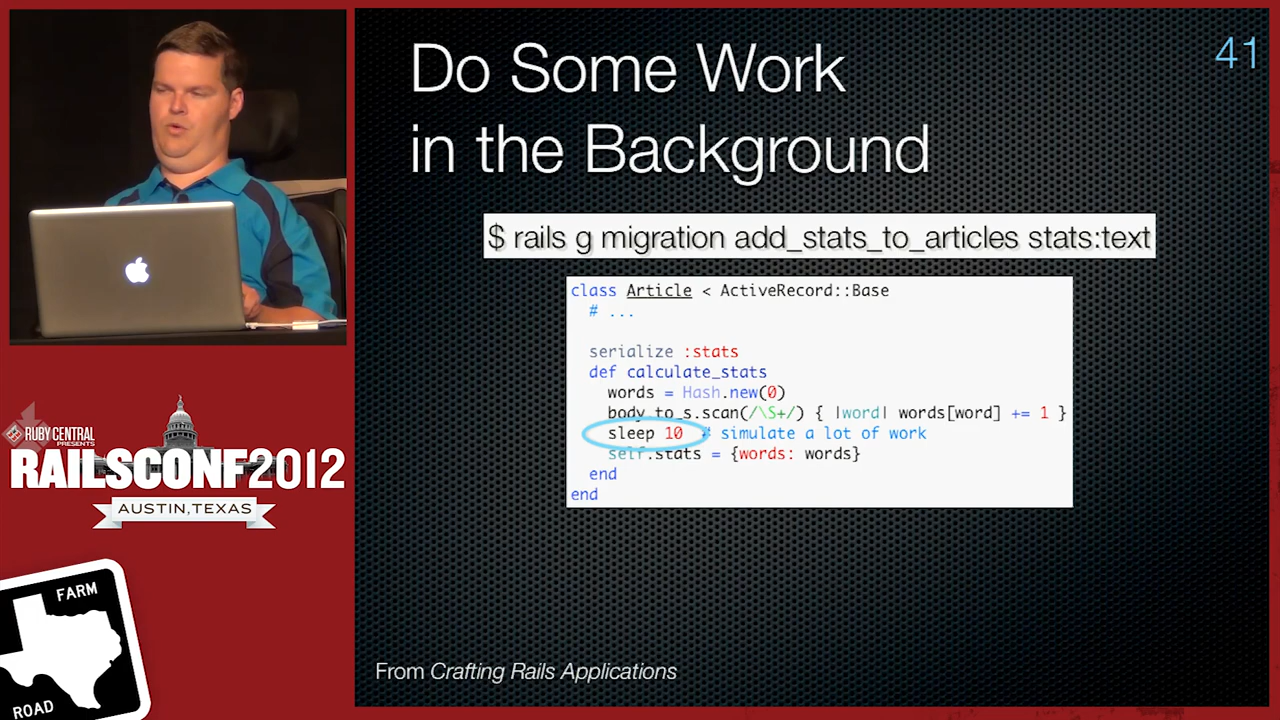 Do Some Work
in the Background
41
$ rails g migration add_stats_to_articles stats:text
class Article < ActiveRecord::Base
# ...
serialize :stats
def calculate_stats
words = Hash.new(0)
body.to_s.scan(/\S+/) { |word| words[word] += 1 }
sleep 10 # simulate a lot of work
self.stats = {words: words}
end
end
From Crafting Rails Applications
RUBY CENTRAL
PRESENTS
RAILSCONF2012
AUSTIN, TEXAS
FARM
ROAD